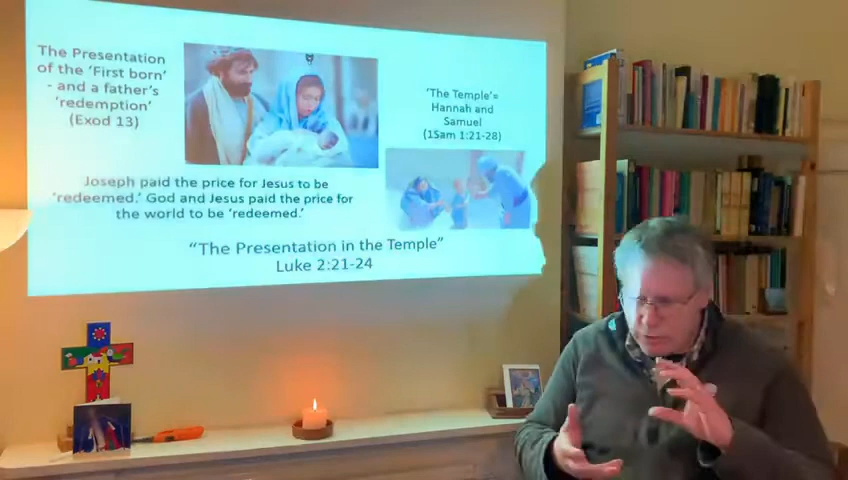 The Presentation
of the 'First born'
- and a father's
'redemption'
(Exod 13)
'The Temple'=
Hannah and
Samuel
(1Sam 1:21-28)
Joseph paid the price for Jesus to be
'redeemed.' God and Jesus paid the price for
the world to be 'redeemed.'
"The Presentation in the Temple"
Luke 2:21-24